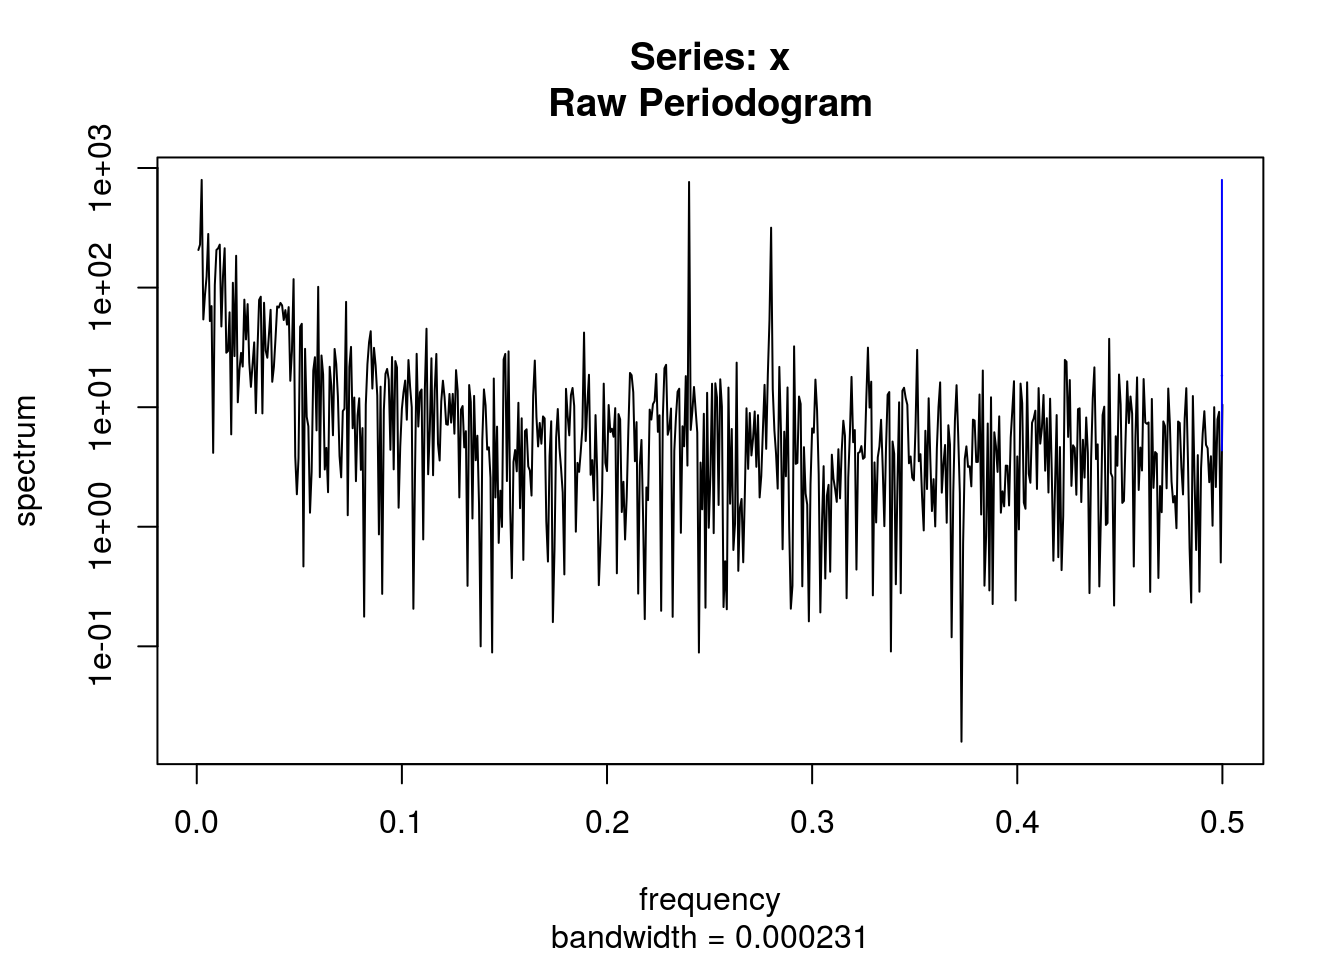 Series: x
Raw Periodogram
spectrum
1e+03
1e+02
1e+01
1e+00
1e-01
0.0 0.1 0.2 0.3 0.4 0.5
frequency
bandwidth = 0.000231